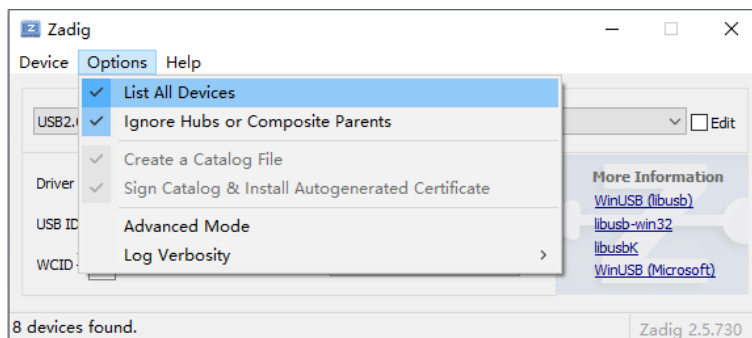 Zadig
Device Options Help
List All Devices
USB2.
Ignore Hubs or Composite Parents
Edit
Create a Catalog File
Driver
Sign Catalog & Install Autogenerated Certificate
More Information
WinUSB (libusb)
USB ID
Advanced Mode
libusb-win32
WCID
Log Verbosity
libusbK
WinUSB (Microsoft)
8 devices found.
Zadig 2.5.730